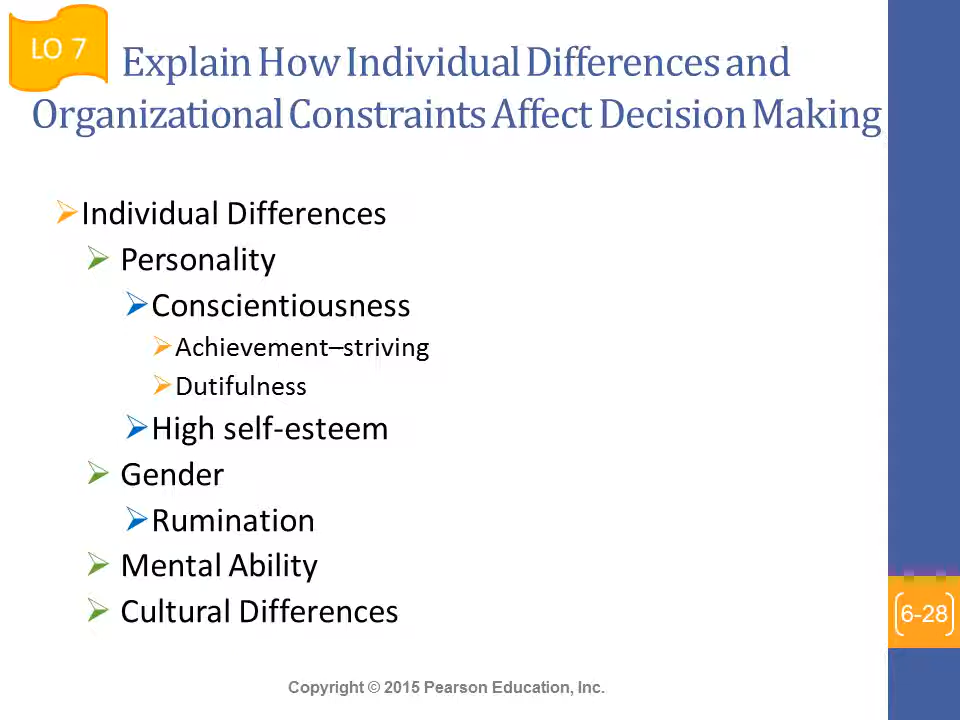 LO 7
Explain How Individual Differences and
Organizational Constraints Affect Decision Making
Individual Differences
Personality
Conscientiousness
Achievement–striving
Dutifulness
High self-esteem
Gender
Rumination
Mental Ability
Cultural Differences
6-28
Copyright © 2015 Pearson Education, Inc.